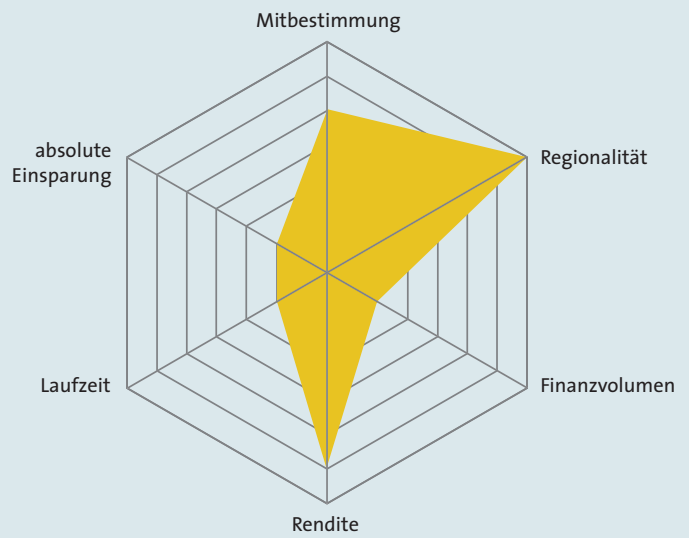 Mitbestimmung
absolute
Einsparung
Regionalität
Laufzeit
Finanzvolumen
Rendite